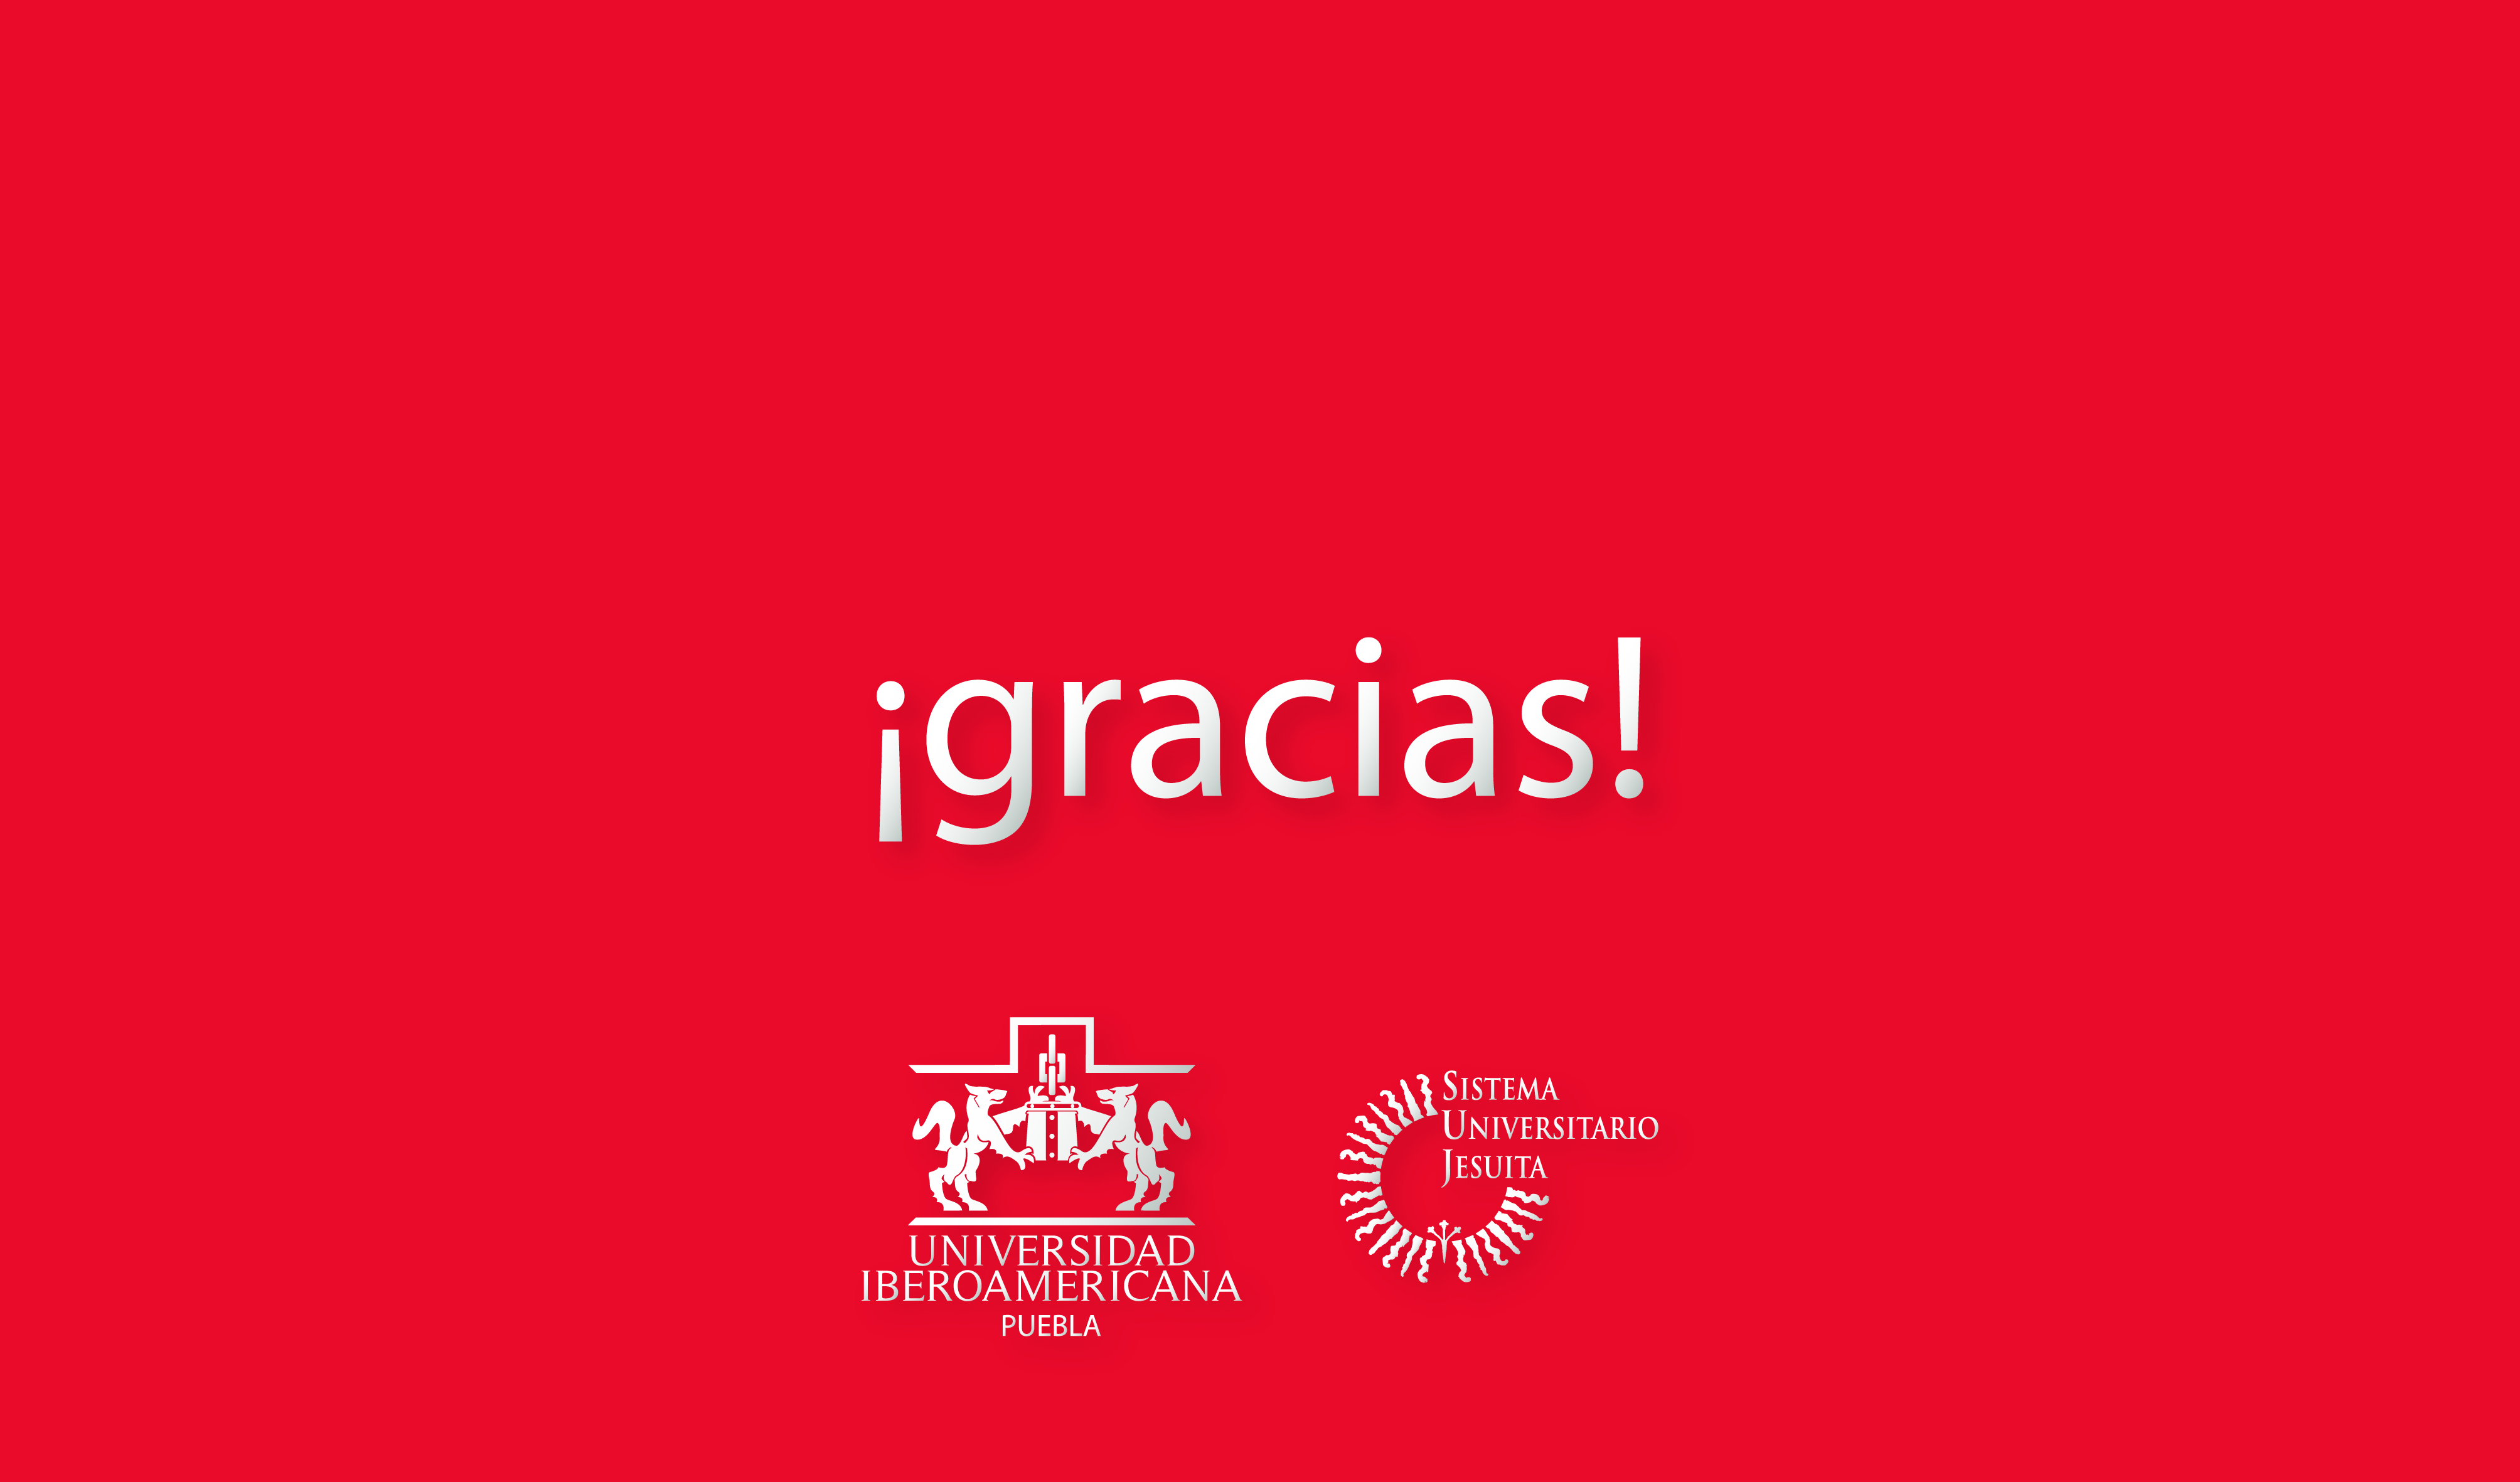 ¡gracias!
UNIVERSIDAD
IBEROAMERICANA
PUEBLA
SISTEMA
UNIVERSITARIO
JESUITA